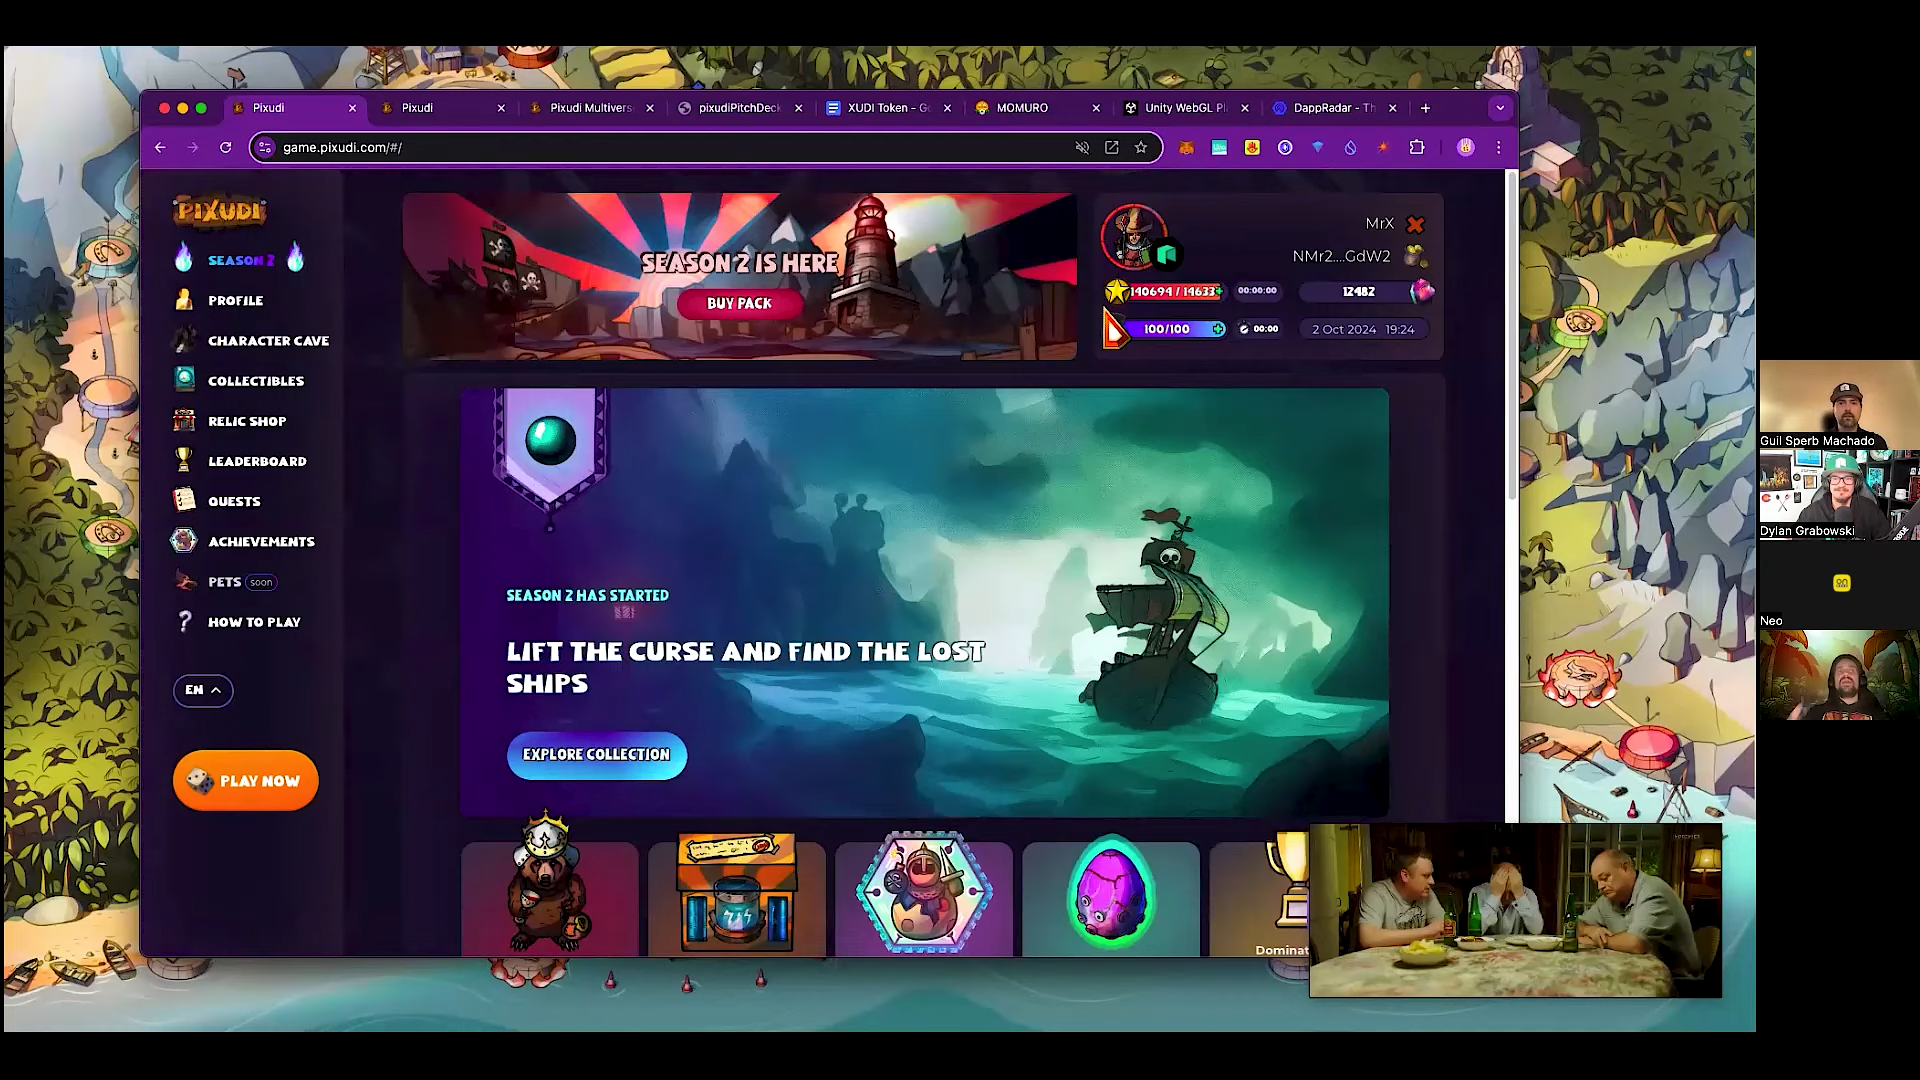 Pixudi
Pixudi
Pixudi Multivers
pixudiPitchDeck
XUDI Token - G
MOMURO
Unity WebGL Pl
DappRadar - Th
game.pixudi.com/#/
PIXUDI
SEASON 2
PROFILE
CHARACTER CAVE
COLLECTIBLES
RELIC SHOP
LEADERBOARD
QUESTS
ACHIEVEMENTS
PETS soon
HOW TO PLAY
EN
PLAY NOW
SEASON 2 IS HERE
BUY PACK
MrX
NMr2....GdW2
140694 / 14633
00:00:00
12482
100/100
00:00
2 Oct 2024 19:24
SEASON 2 HAS STARTED
LIFT THE CURSE AND FIND THE LOST
SHIPS
EXPLORE COLLECTION
Dominat
Guil Sperb Machado
Dylan Grabowski
Neo